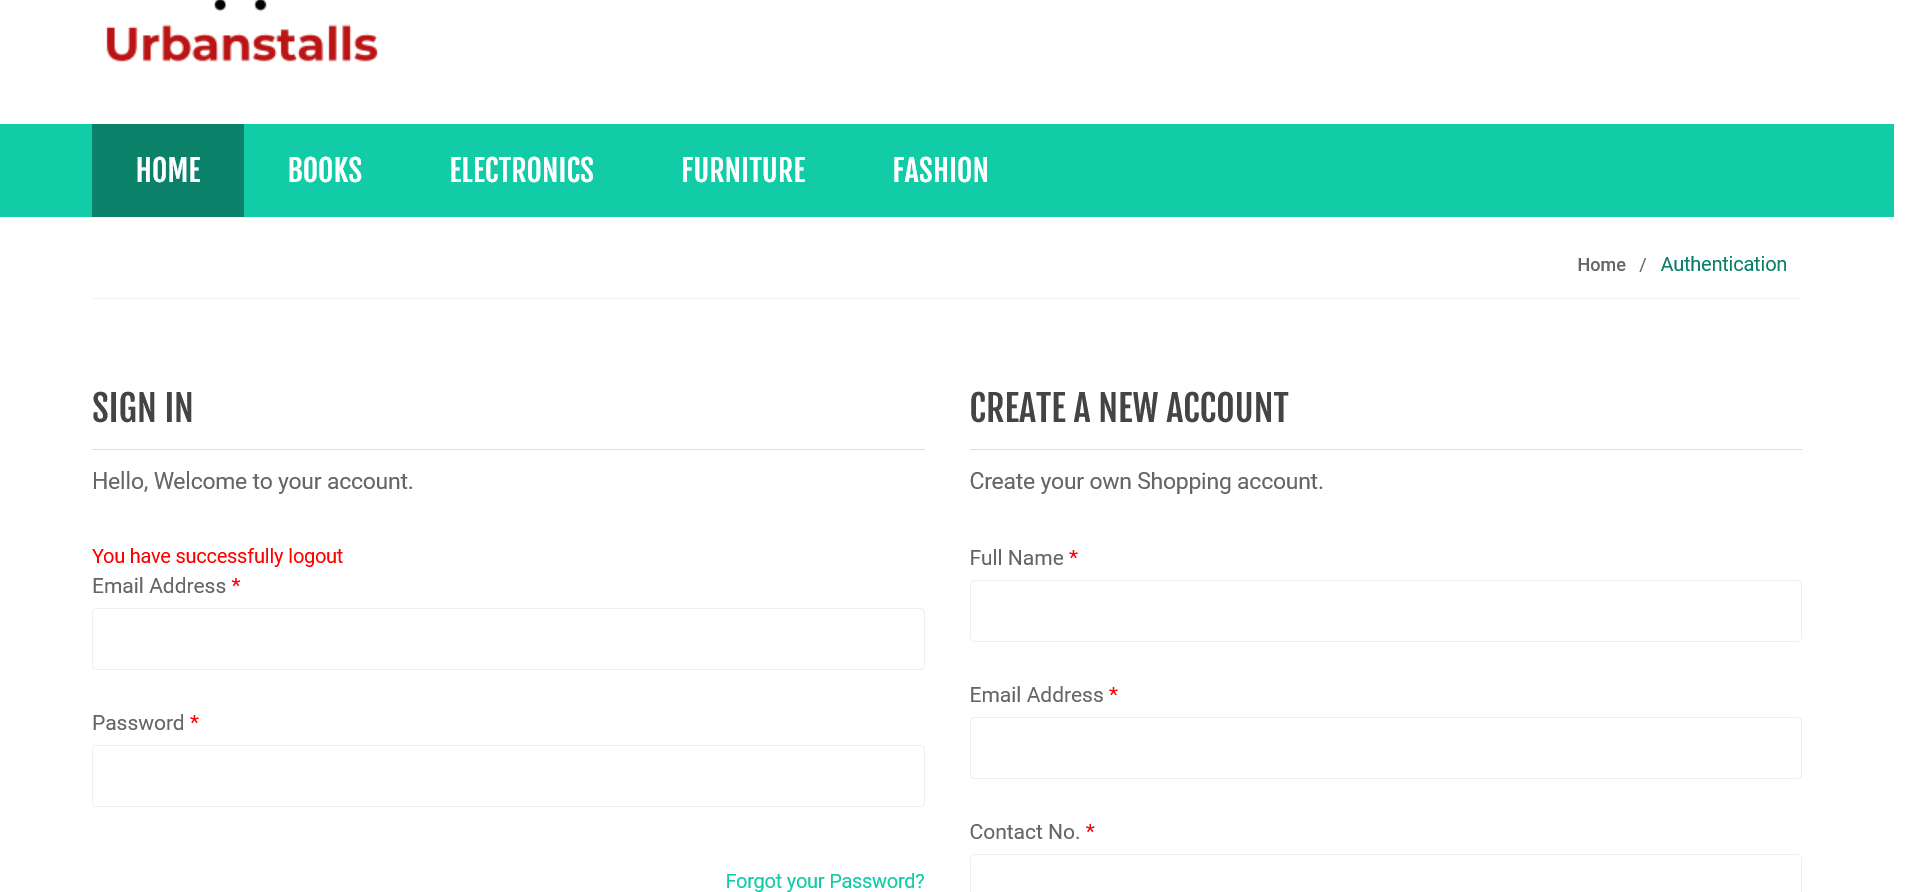 Urbanstalls
HOME BOOKS ELECTRONICS FURNITURE FASHION
Home / Authentication
SIGN IN
Hello, Welcome to your account.
You have successfully logout
Email Address *
Password *
Forgot your Password?
CREATE A NEW ACCOUNT
Create your own Shopping account.
Full Name *
Email Address *
Contact No. *